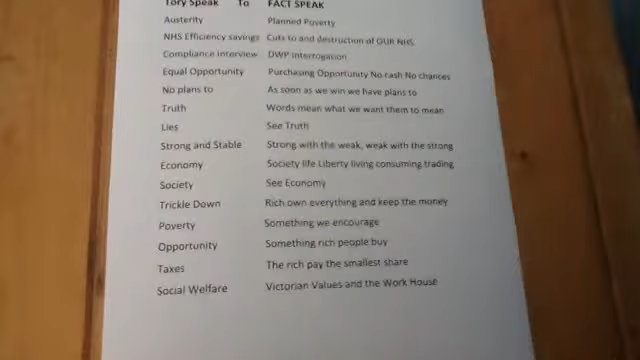 Tory Speak To FACT SPEAK
Austerity Planned Poverty
NHS Efficiency savings Cuts to and destruction of OUR NHS
Compliance interview DWP Interrogation
Equal Opportunity Purchasing Opportunity No cash No chances
No plans to As soon as we win we have plans to
Truth Words mean what we want them to mean
Lies See Truth
Strong and Stable Strong with the weak, weak with the strong
Economy Society life Liberty living consuming trading
Society See Economy
Trickle Down Rich own everything and keep the money
Poverty Something we encourage
Opportunity Something rich people buy
Taxes The rich pay the smallest share
Social Welfare Victorian Values and the Work House